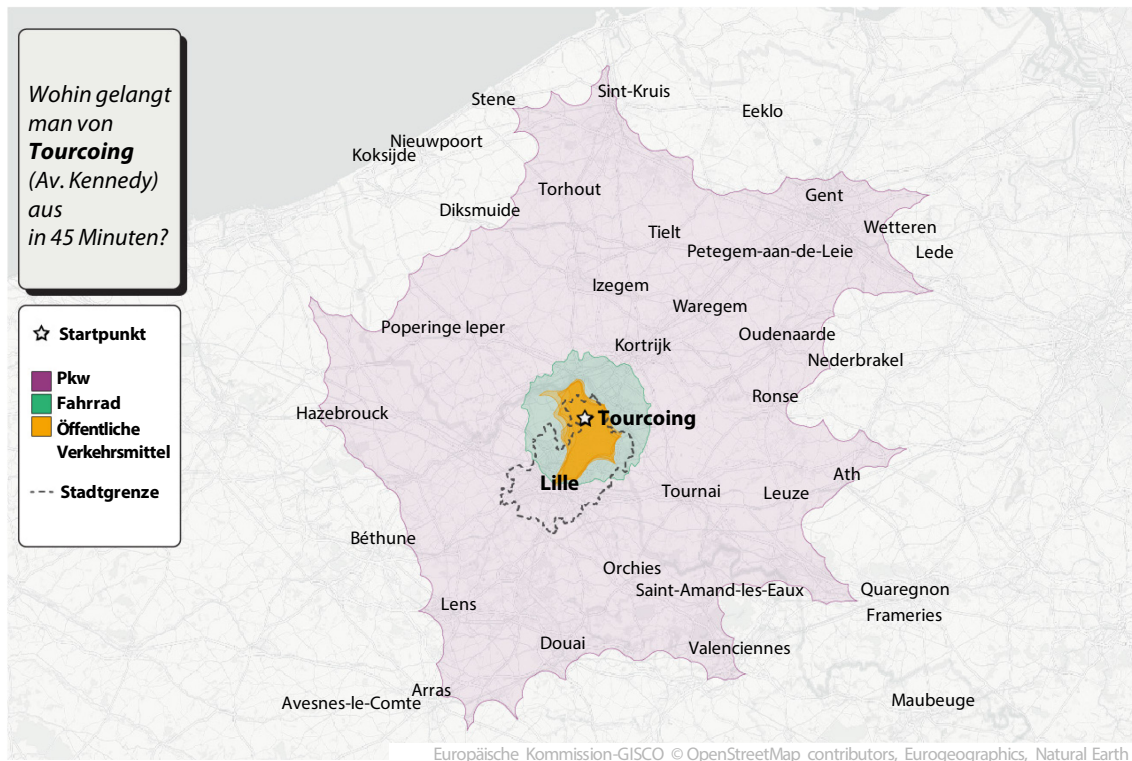 Wohin gelangt
man von
Tourcoing
(Av. Kennedy)
aus
in 45 Minuten?
Startpunkt
Pkw
Fahrrad
Öffentliche
Verkehrsmittel
Stadtgrenze
Stene
Sint-Kruis
Eeklo
Nieuwpoort
Koksijde
Torhout
Gent
Diksmuide
Wetteren
Tielt
Petegem-aan-de-Leie
Lede
Izegem
Waregem
Poperinge Ieper
Oudenaarde
Kortrijk
Nederbrakel
Ronse
Hazebrouck
Tourcoing
Ath
Lille
Tournai
Leuze
Béthune
Orchies
Saint-Amand-les-Eaux
Quaregnon
Lens
Frameries
Douai
Valenciennes
Arras
Avesnes-le-Comte
Maubeuge
Europäische Kommission-GISCO © OpenStreetMap contributors, Eurogeographics, Natural Earth